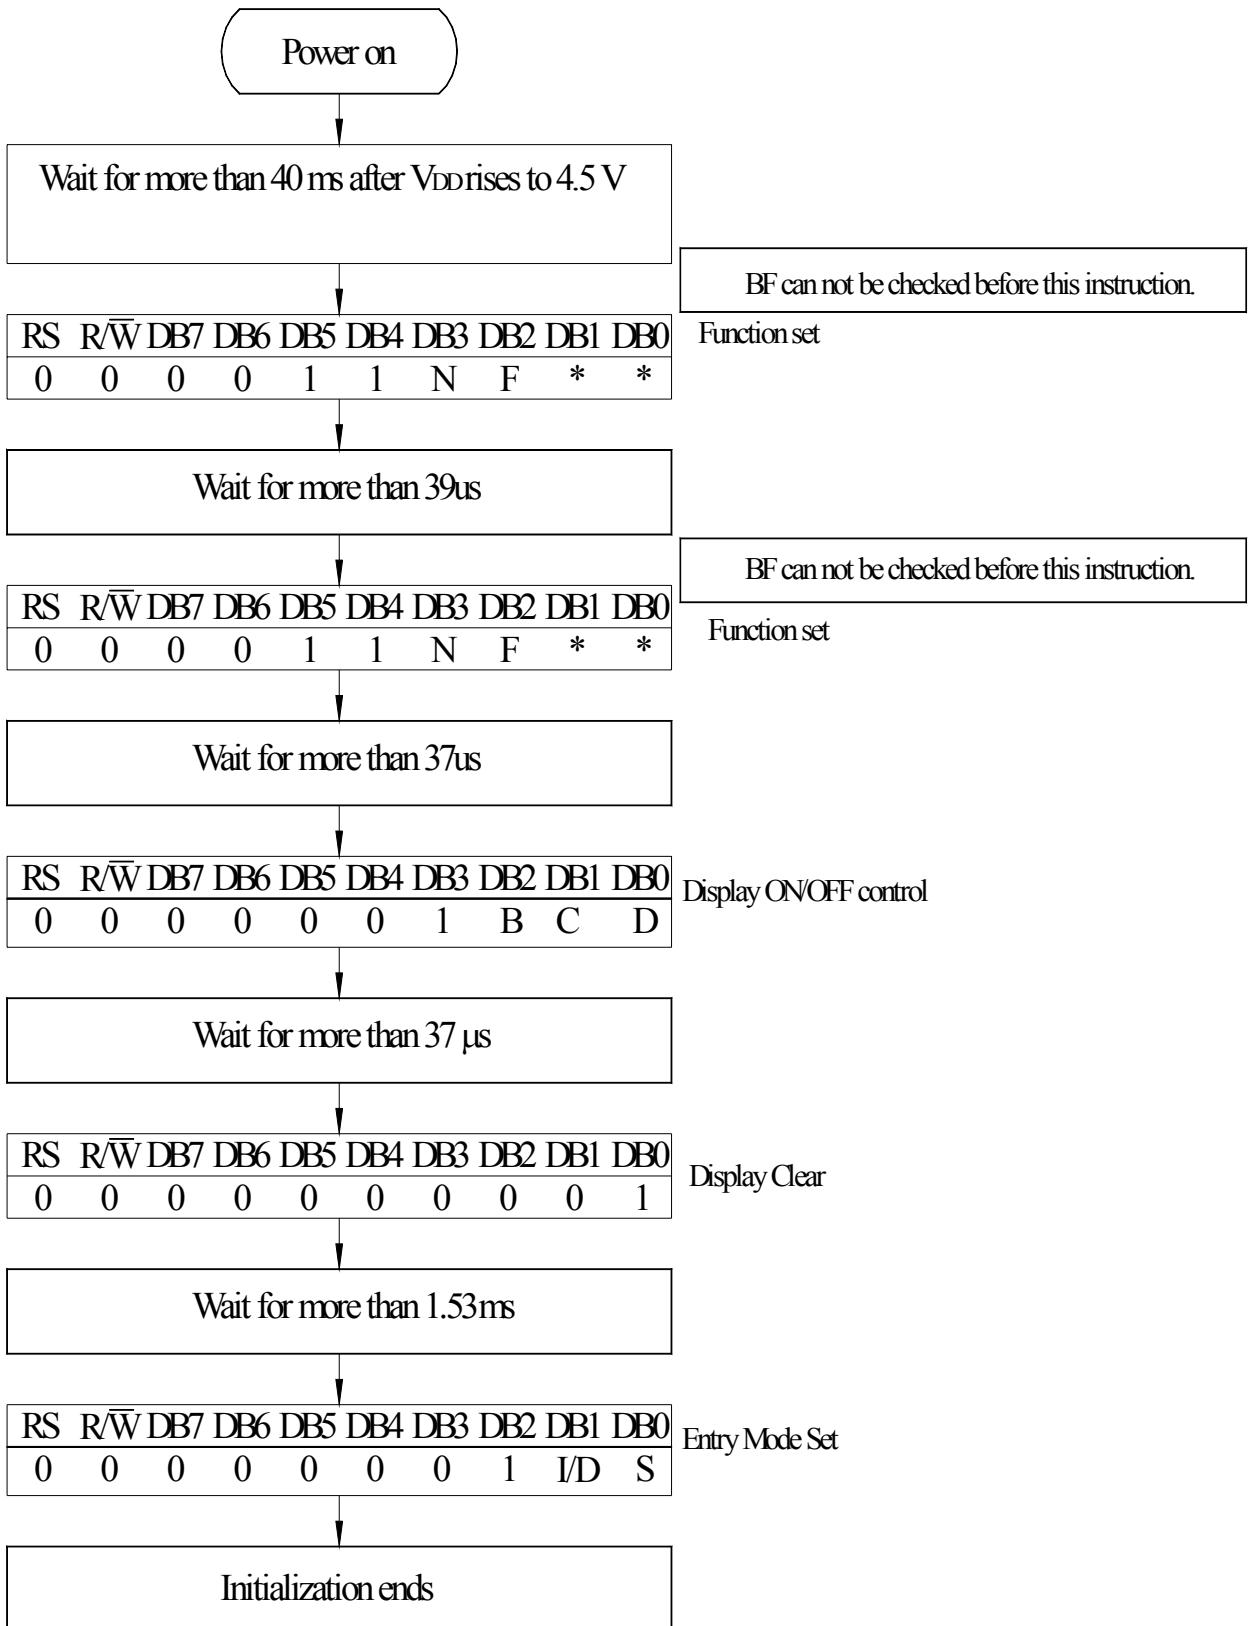 Power on
Wait for more than 40 ms after VDD rises to 4.5 V
BF can not be checked before this instruction.
RS R/W̅ DB7 DB6 DB5 DB4 DB3 DB2 DB1 DB0
Function set
0 0 0 0 1 1 N F * *
Wait for more than 39us
BF can not be checked before this instruction.
RS R/W̅ DB7 DB6 DB5 DB4 DB3 DB2 DB1 DB0
Function set
0 0 0 0 1 1 N F * *
Wait for more than 37us
RS R/W̅ DB7 DB6 DB5 DB4 DB3 DB2 DB1 DB0
Display ON/OFF control
0 0 0 0 0 0 1 B C D
Wait for more than 37 μs
RS R/W̅ DB7 DB6 DB5 DB4 DB3 DB2 DB1 DB0
Display Clear
0 0 0 0 0 0 0 0 0 1
Wait for more than 1.53ms
RS R/W̅ DB7 DB6 DB5 DB4 DB3 DB2 DB1 DB0
Entry Mode Set
0 0 0 0 0 0 0 1 I/D S
Initialization ends